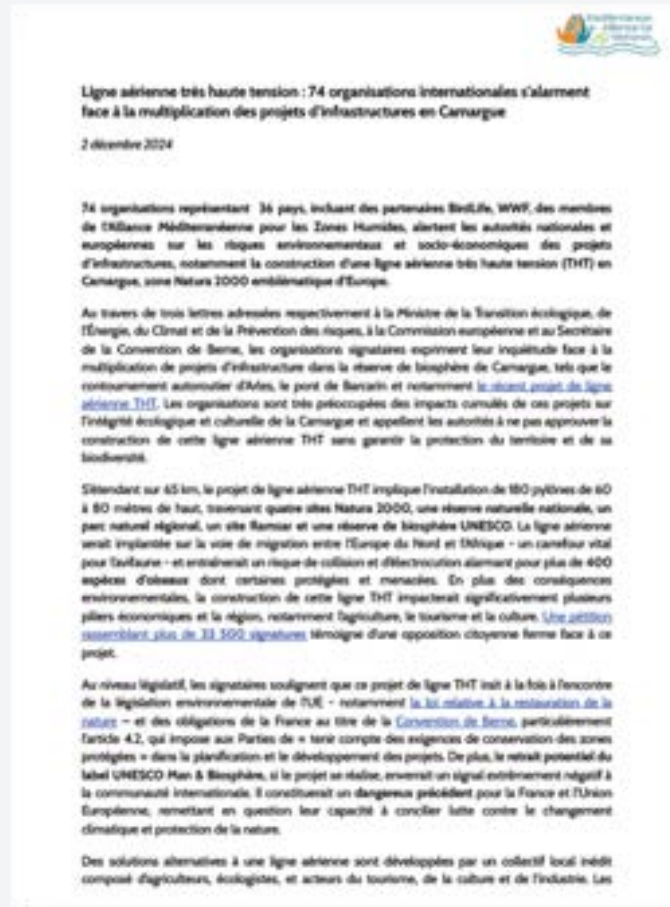 Mediterranean
Alliance for
Wetlands
Ligne aérienne très haute tension : 74 organisations internationales s'alarment
face à la multiplication des projets d'infrastructures en Camargue
2 décembre 2024
74 organisations représentant 36 pays, incluant des partenaires BirdLife, WWF, des membres
de l'Alliance Méditerranéenne pour les Zones Humides, alertent les autorités nationales et
européennes sur les risques environnementaux et socio-économiques des projets
d'infrastructures, notamment la construction d'une ligne aérienne très haute tension (THT) en
Camargue, zone Natura 2000 emblématique d'Europe.
Au travers de trois lettres adressées respectivement à la Ministre de la Transition écologique, de
l'Énergie, du Climat et de la Prévention des risques, à la Commission européenne et au Secrétaire
de la Convention de Berne, les organisations signataires expriment leur inquiétude face à la
multiplication de projets d'infrastructure dans la réserve de biosphère de Camargue, tels que le
contournement autoroutier d'Arles, le pont de Barcarin et notamment le récent projet de ligne
aérienne THT. Les organisations sont très préoccupées des impacts cumulés de ces projets sur
l'intégrité écologique et culturelle de la Camargue et appellent les autorités à ne pas approuver la
construction de cette ligne aérienne THT sans garantir la protection du territoire et de sa
biodiversité.
S'étendant sur 65 km, le projet de ligne aérienne THT implique l'installation de 180 pylônes de 60
à 80 mètres de haut, traversant quatre sites Natura 2000, une réserve naturelle nationale, un
parc naturel régional, un site Ramsar et une réserve de biosphère UNESCO. La ligne aérienne
serait implantée sur la voie de migration entre l'Europe du Nord et l'Afrique - un carrefour vital
pour l'avifaune - et entraînerait un risque de collision et d'électrocution alarmant pour plus de 400
espèces d'oiseaux dont certaines protégées et menacées. En plus des conséquences
environnementales, la construction de cette ligne THT impacterait significativement plusieurs
piliers économiques et la région, notamment l'agriculture, le tourisme et la culture. Une pétition
rassemblant plus de 33 500 signatures témoigne d'une opposition citoyenne ferme face à ce
projet.
Au niveau législatif, les signataires soulignent que ce projet de ligne THT irait à la fois à l'encontre
de la législation environnementale de l'UE - notamment la loi relative à la restauration de la
nature – et des obligations de la France au titre de la Convention de Berne, particulièrement
l'article 4.2, qui impose aux Parties de « tenir compte des exigences de conservation des zones
protégées » dans la planification et le développement des projets. De plus, le retrait potentiel du
label UNESCO Man & Biosphère, si le projet se réalise, enverrait un signal extrêmement négatif à
la communauté internationale. Il constituerait un dangereux précédent pour la France et l'Union
Européenne, remettant en question leur capacité à concilier lutte contre le changement
climatique et protection de la nature.
Des solutions alternatives à une ligne aérienne sont développées par un collectif local inédit
composé d'agriculteurs, écologistes, et acteurs du tourisme, de la culture et de l'industrie. Les